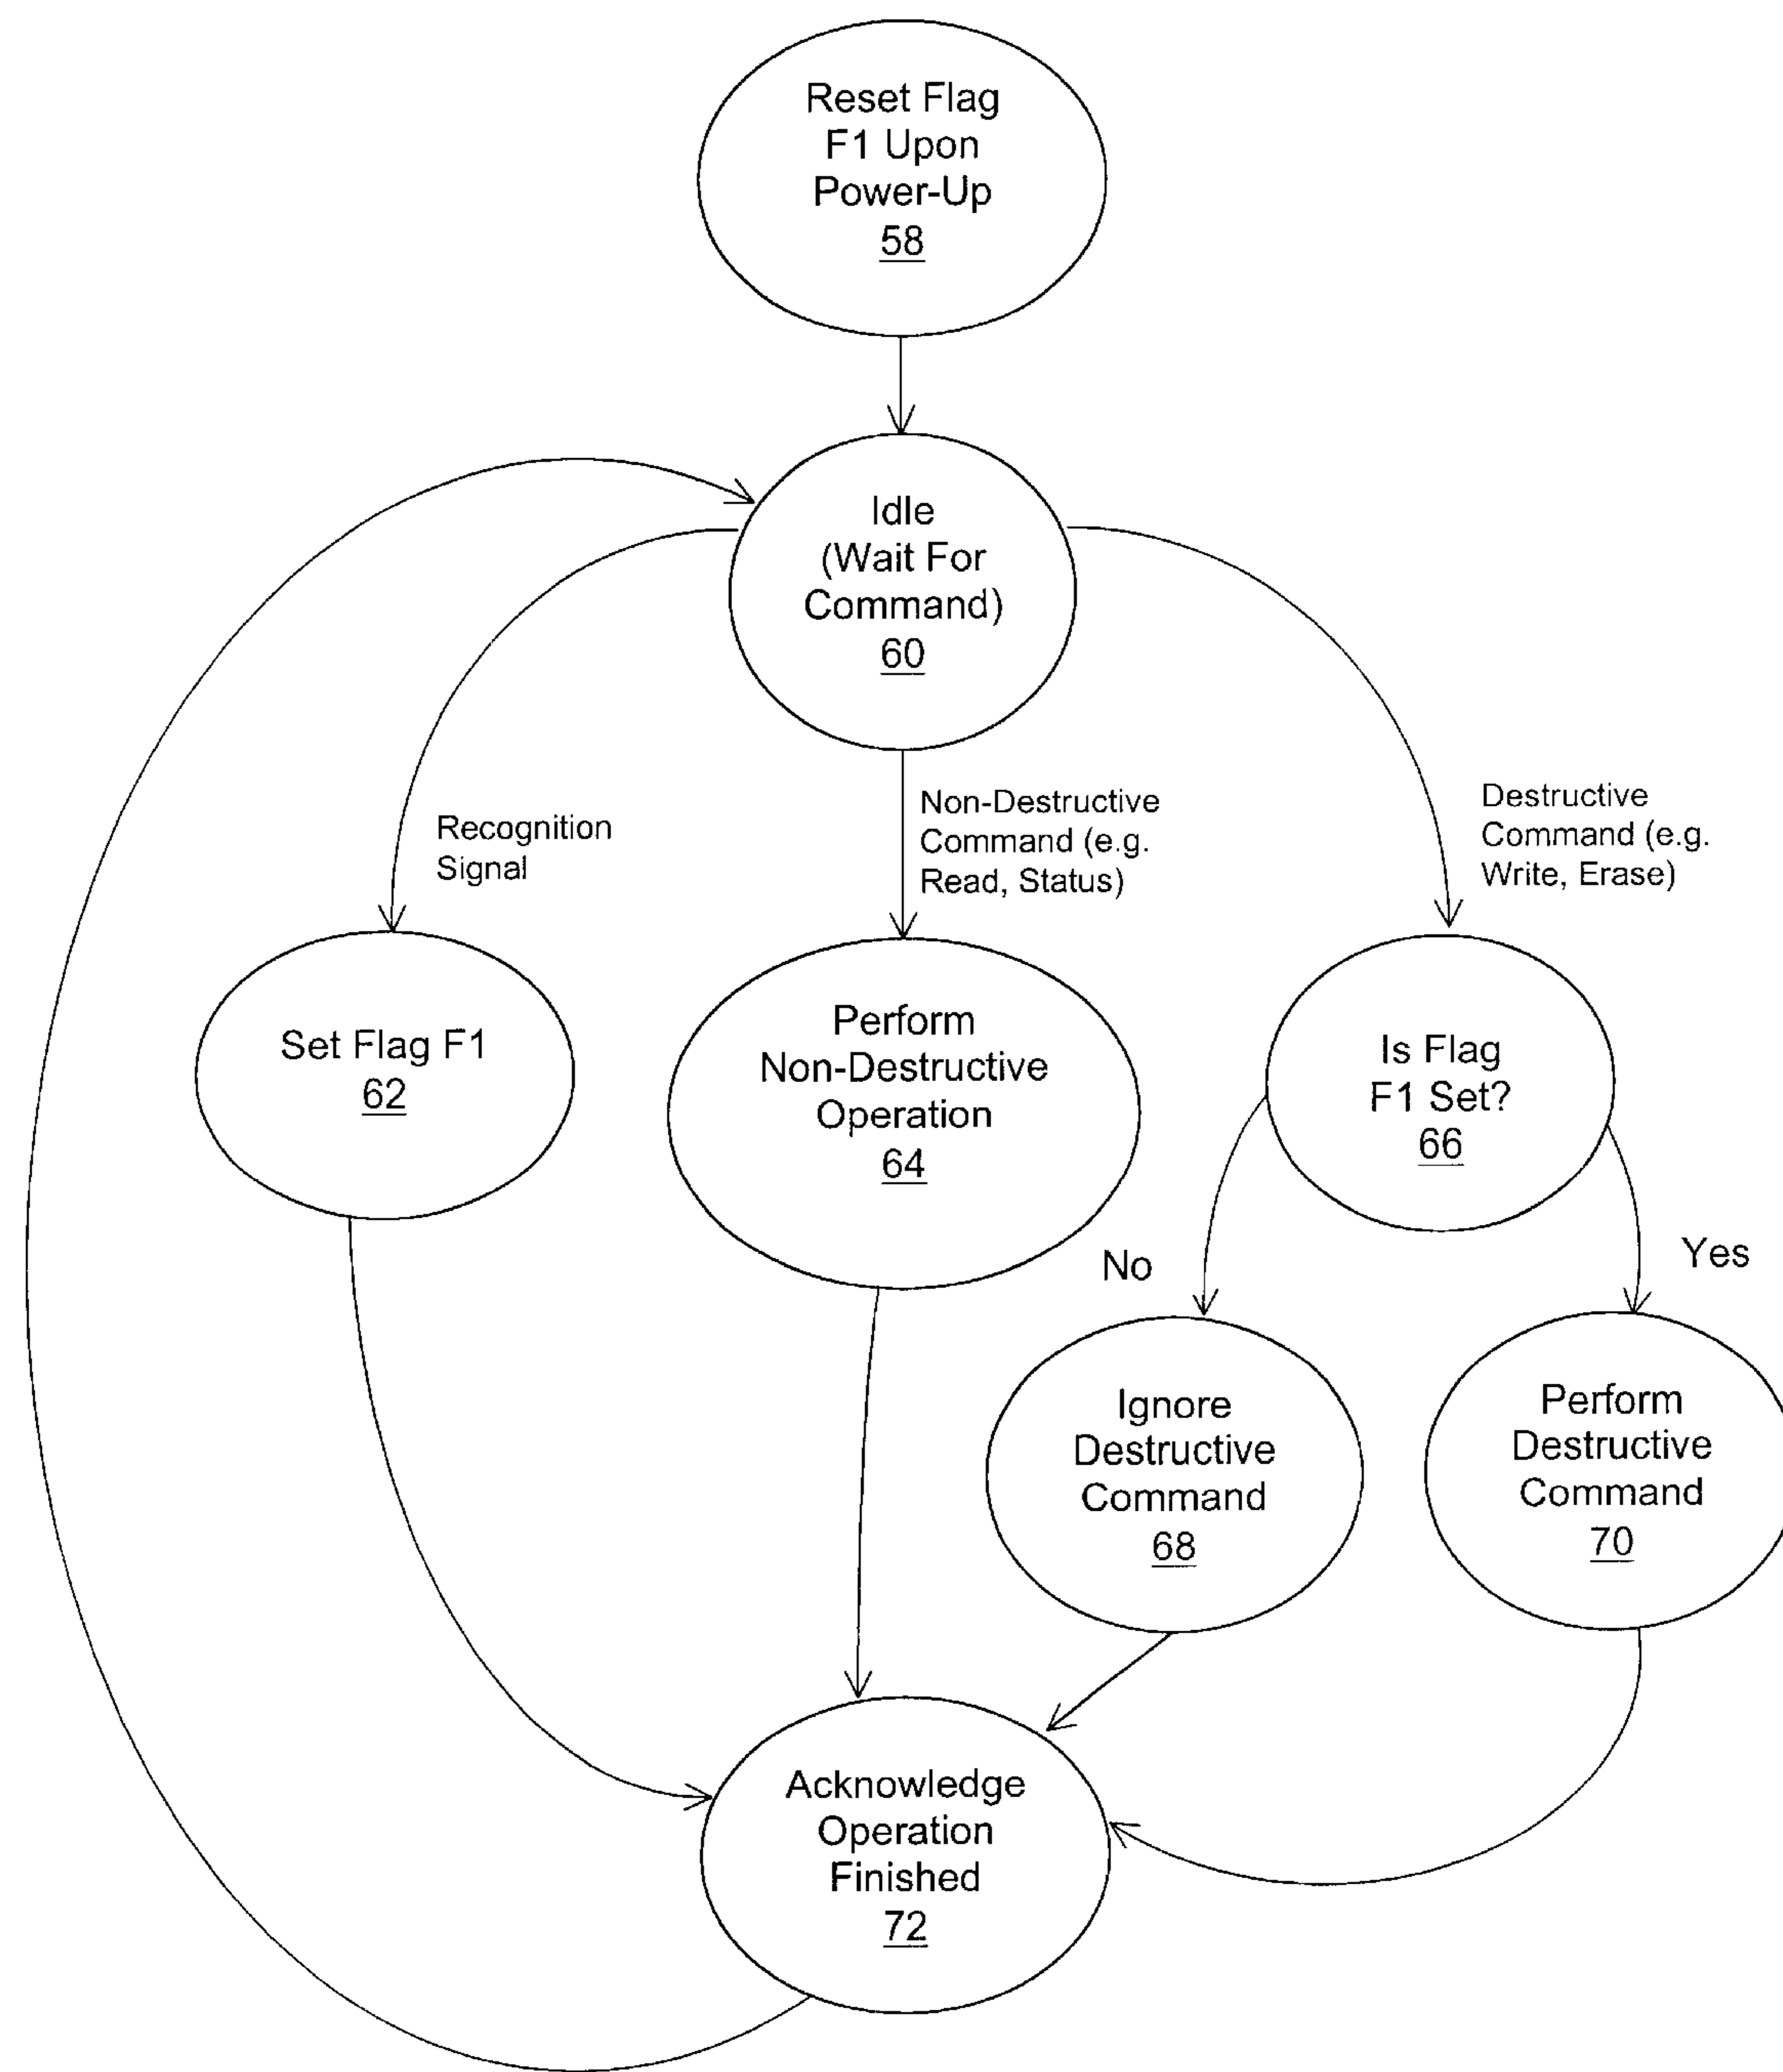 Reset Flag
F1 Upon
Power-Up
58
Idle
(Wait For
Command)
60
Recognition
Signal
Non-Destructive
Command (e.g.
Read, Status)
Destructive
Command (e.g.
Write, Erase)
Set Flag F1
62
Perform
Non-Destructive
Operation
64
Is Flag
F1 Set?
66
No
Yes
Ignore
Destructive
Command
68
Perform
Destructive
Command
70
Acknowledge
Operation
Finished
72